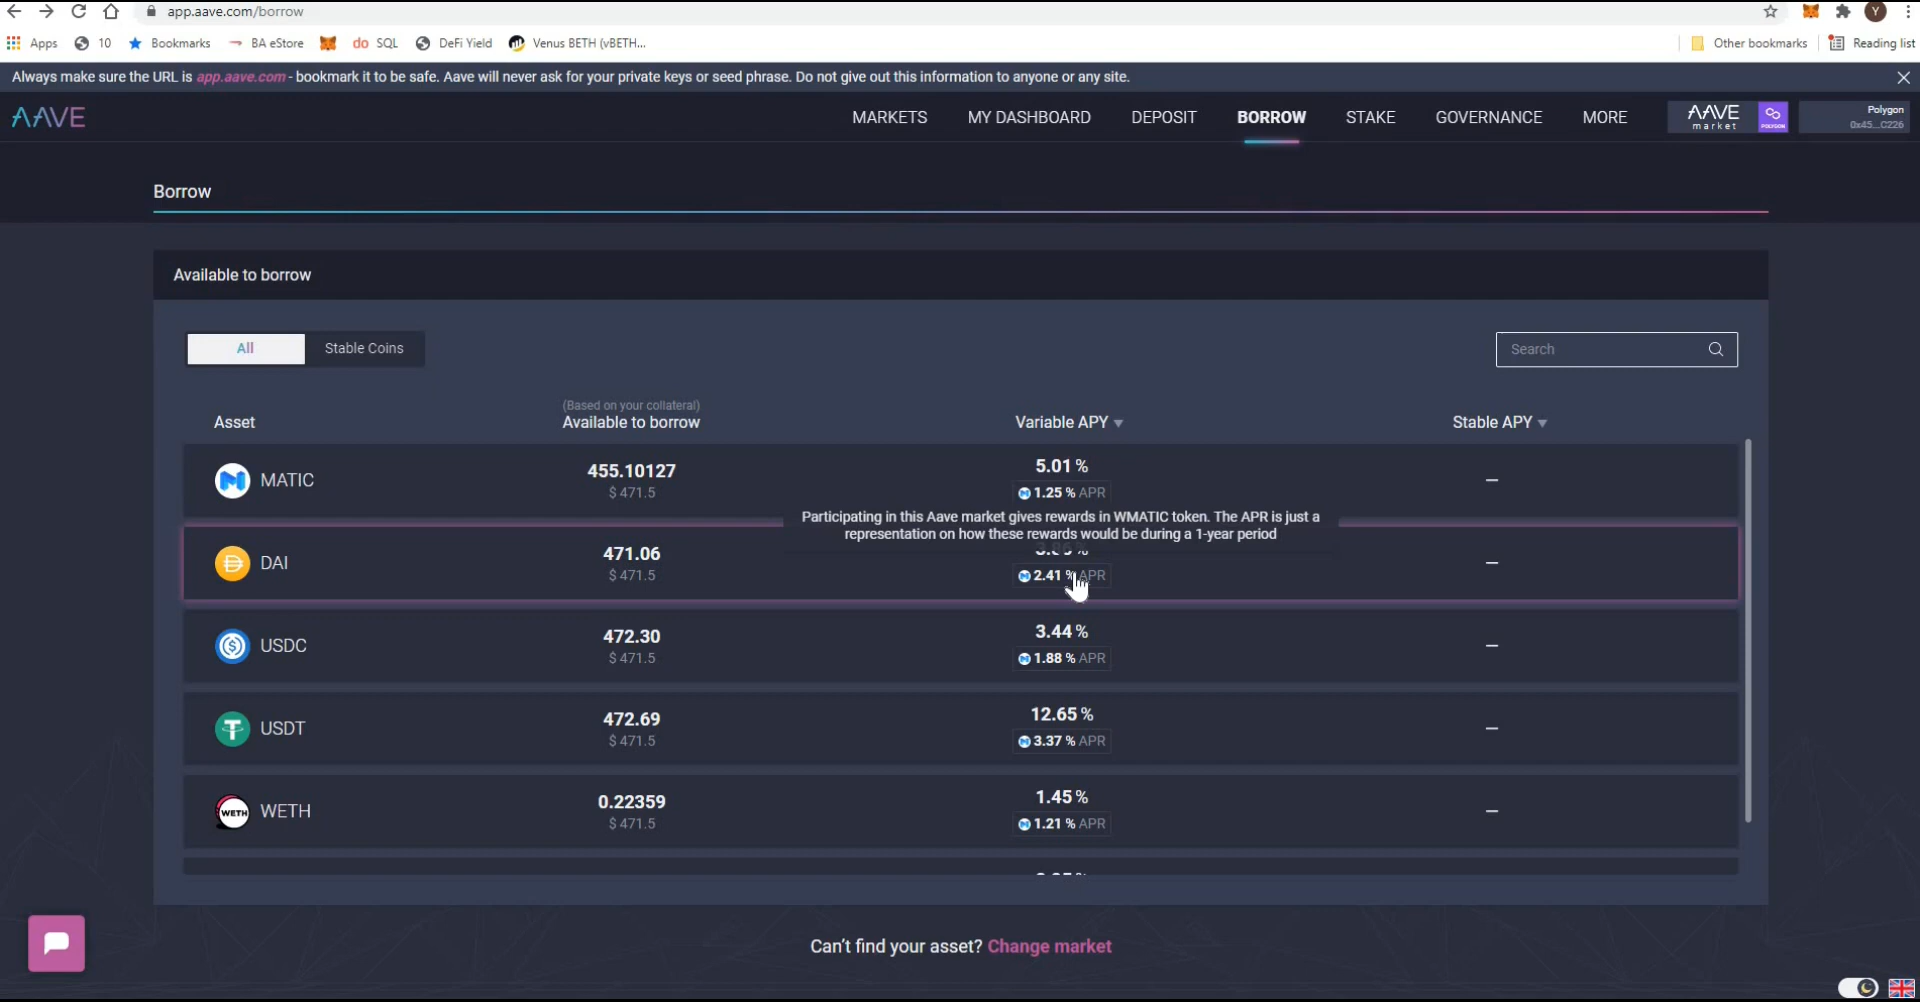 app.aave.com/borrow
Y
Apps 10 Bookmarks BA eStore do SQL DeFi Yield Venus BETH (vBETH... Other bookmarks Reading list
Always make sure the URL is app.aave.com - bookmark it to be safe. Aave will never ask for your private keys or seed phrase. Do not give out this information to anyone or any site.
AAVE
MARKETS MY DASHBOARD DEPOSIT BORROW STAKE GOVERNANCE MORE
AAVE
market
POLYGON
Polygon
0x45...C226
Borrow
Available to borrow
All Stable Coins
Search
(Based on your collateral)
Asset Available to borrow Variable APY Stable APY
MATIC 455.10127 5.01 % —
$ 471.5 1.25 % APR
Participating in this Aave market gives rewards in WMATIC token. The APR is just a
representation on how these rewards would be during a 1-year period
DAI 471.06 —
$ 471.5 2.41 % APR
USDC 472.30 3.44 % —
$ 471.5 1.88 % APR
USDT 472.69 12.65 % —
$ 471.5 3.37 % APR
WETH WETH 0.22359 1.45 % —
$ 471.5 1.21 % APR
Can't find your asset? Change market